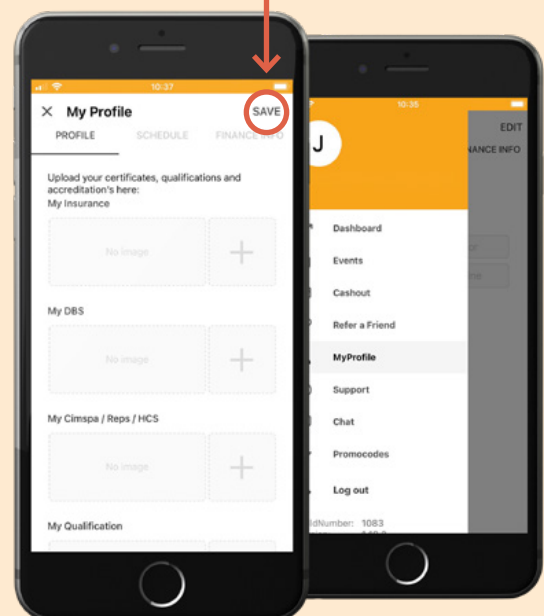 10:37
My Profile
SAVE
PROFILE
SCHEDULE
FINANCE INFO
Upload your certificates, qualifications and
accreditation's here:
My Insurance
No image
My DBS
No image
My Cimspa / Reps / HCS
No image
My Qualification
10:35
EDIT
J
NANCE INFO
Dashboard
Events
Cashout
Refer a Friend
MyProfile
Support
Chat
Promocodes
Log out
IdNumber: 1083